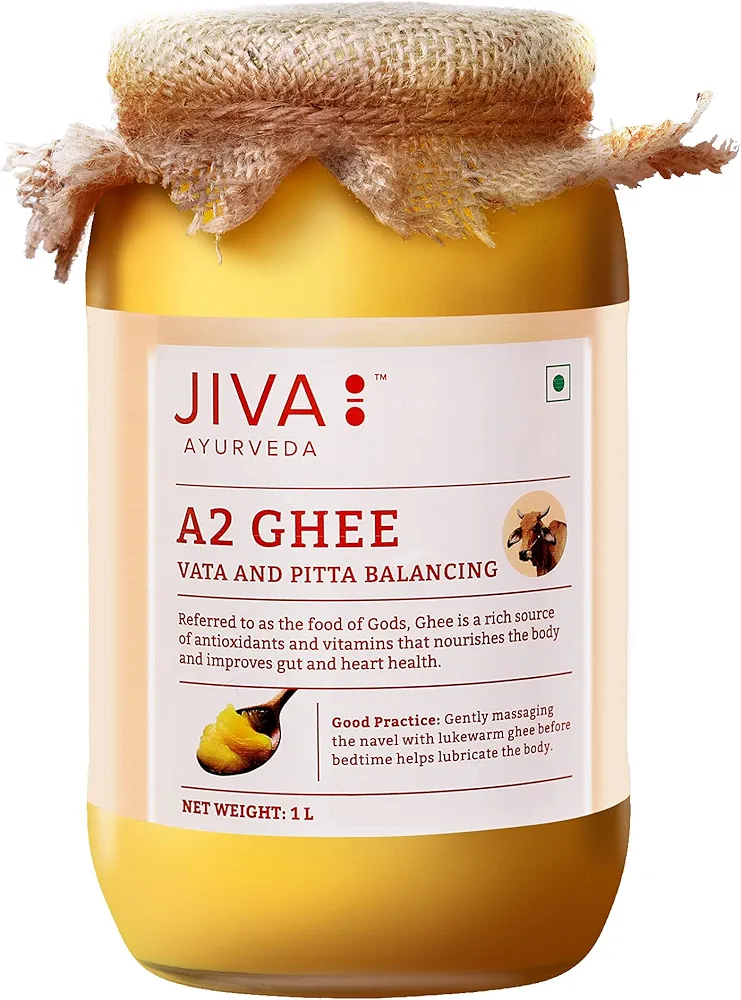 JIVA ™
AYURVEDA
A2 GHEE
VATA AND PITTA BALANCING
Referred to as the food of Gods, Ghee is a rich source
of antioxidants and vitamins that nourishes the body
and improves gut and heart health.
Good Practice: Gently massaging
the navel with lukewarm ghee before
bedtime helps lubricate the body.
NET WEIGHT: 1 L